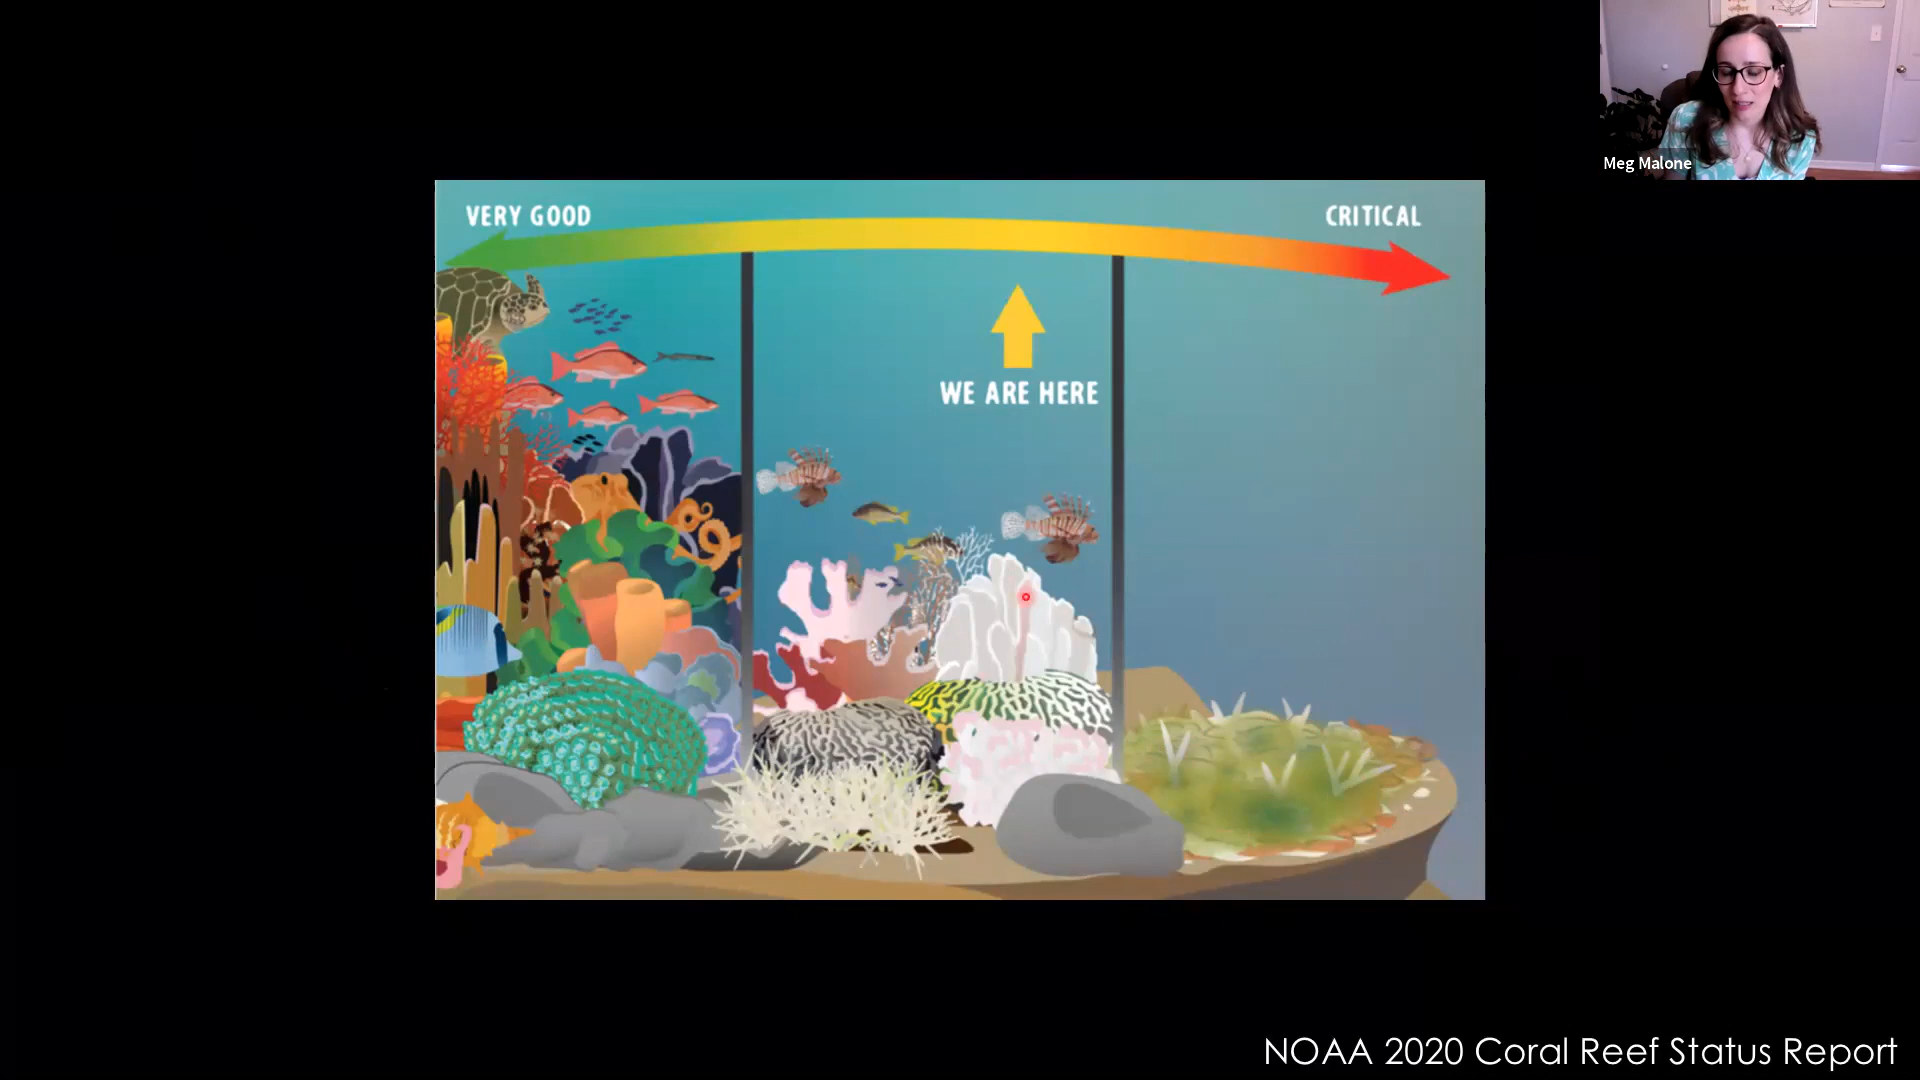 Meg Malone
VERY GOOD
CRITICAL
WE ARE HERE
NOAA 2020 Coral Reef Status Report